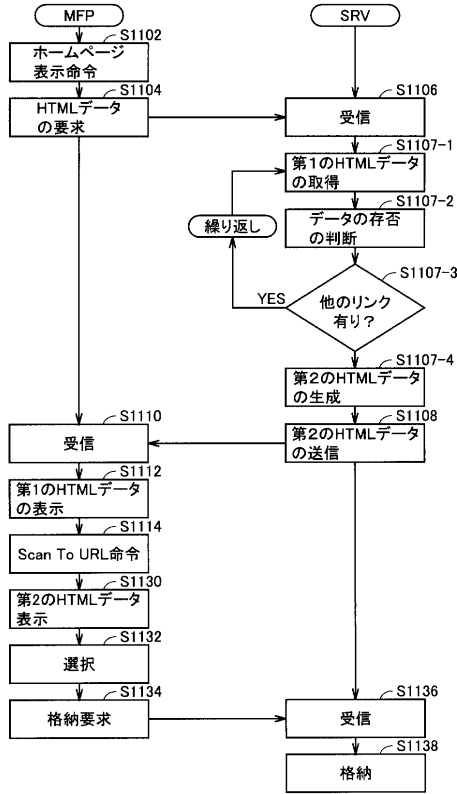 MFP
SRV
S1102
ホームページ
表示命令
S1104
HTMLデータ
の要求
S1106
受信
S1107-1
第1のHTMLデータ
の取得
S1107-2
データの存否
の判断
繰り返し
S1107-3
他のリンク
有り?
YES
S1107-4
第2のHTMLデータ
の生成
S1108
第2のHTMLデータ
の送信
S1110
受信
S1112
第1のHTMLデータ
の表示
S1114
Scan To URL命令
S1130
第2のHTMLデータ
表示
S1132
選択
S1134
格納要求
S1136
受信
S1138
格納